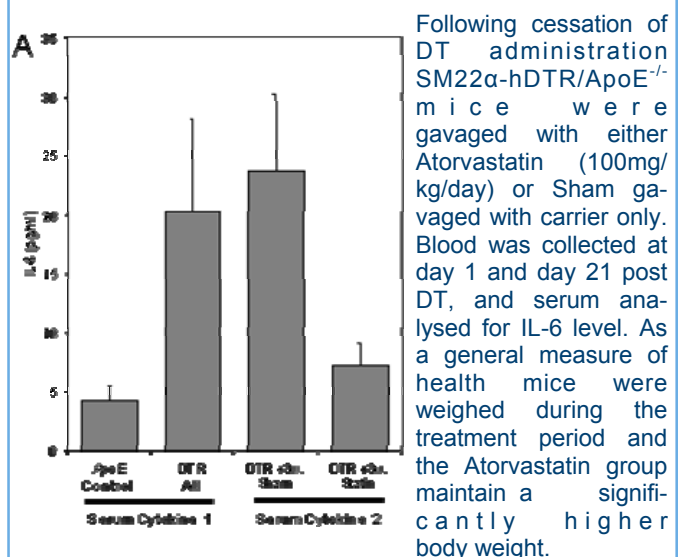 A
35
30
25
20
15
10
5
0
IL-6 (pg/ml)
ApoE Control
DTR All
Sham
Statin
Serum Cytokine 1
Serum Cytokine 2
Following cessation of
DT administration
SM22α-hDTR/ApoE-/-
mice were
gavaged with either
Atorvastatin (100mg/
kg/day) or Sham ga-
vaged with carrier only.
Blood was collected at
day 1 and day 21 post
DT, and serum ana-
lysed for IL-6 level. As
a general measure of
health mice were
weighed during the
treatment period and
the Atorvastatin group
maintain a signifi-
cantly higher
body weight.